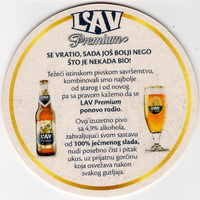 LAV
Premium
SE VRATIO, SADA JOŠ BOLJI NEGO
ŠTO JE NEKADA BIO!
Težeći istinskom pivskom savršenstvu,
kombinovali smo najbolje
od starog i od novog
pa sa pravom kažemo da se
LAV Premium
ponovo rodio.
Ovo izuzetno pivo
sa 4,9% alkohola,
zahvaljujući svom sastavu
od 100% ječmenog slada,
nudi posebno čist i pitak
ukus, uz prijatnu gorčinu
koja osvežava nakon
svakog gutljaja.